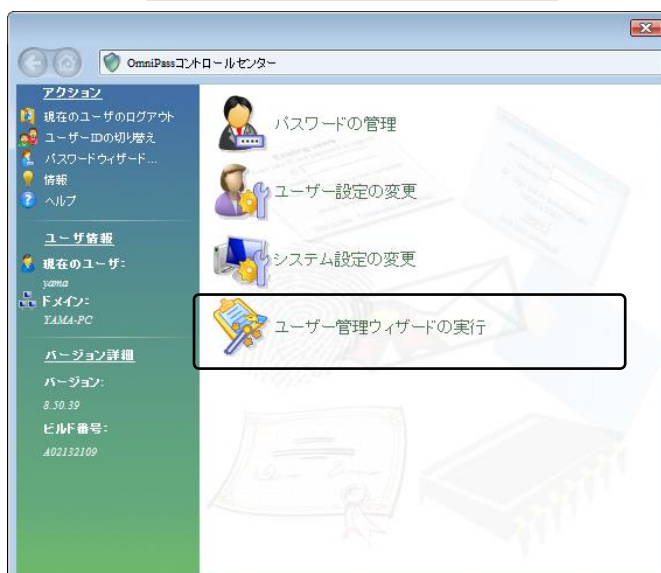 OmniPassコントロールセンター
アクション
現在のユーザのログアウト
ユーザーIDの切り替え
パスワードウィザード...
情報
ヘルプ
ユーザ情報
現在のユーザ:
yama
ドメイン:
YAMA-PC
バージョン詳細
バージョン:
8.50.39
ビルド番号:
A02132109
パスワードの管理
ユーザー設定の変更
システム設定の変更
ユーザー管理ウィザードの実行